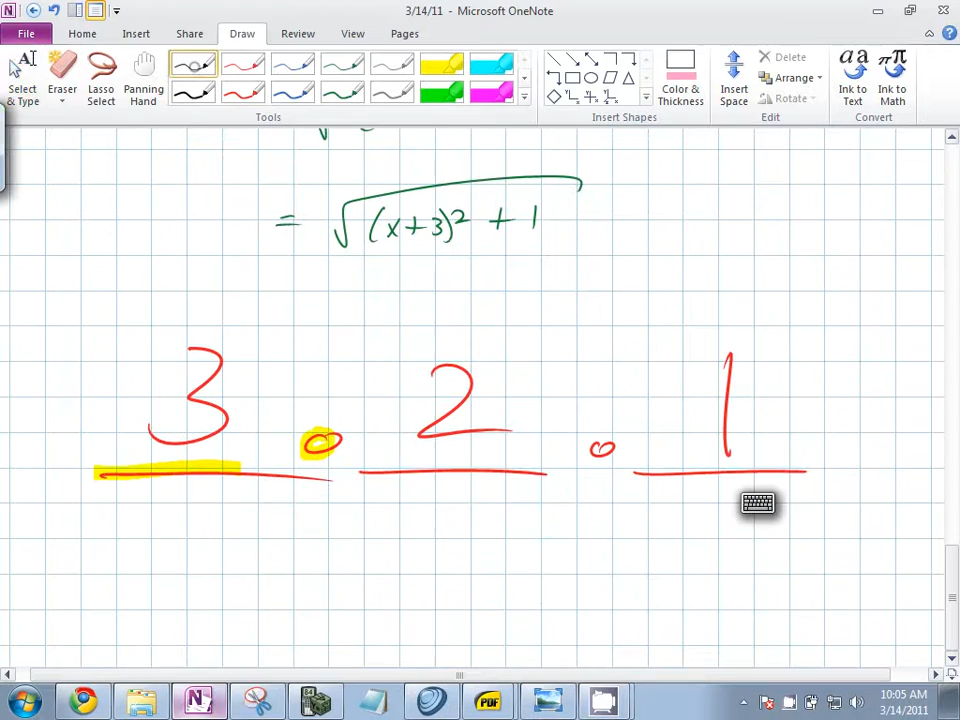 3/14/11 - Microsoft OneNote
File Home Insert Share Draw Review View Pages
Select & Type
Eraser
Lasso Select
Panning Hand
Color & Thickness
Insert Space
Delete
Arrange
Rotate
Ink to Text
Ink to Math
Tools Insert Shapes Edit Convert
= √((x+3)² + 1
3 . 2 . 1
PDF
10:05 AM
3/14/2011